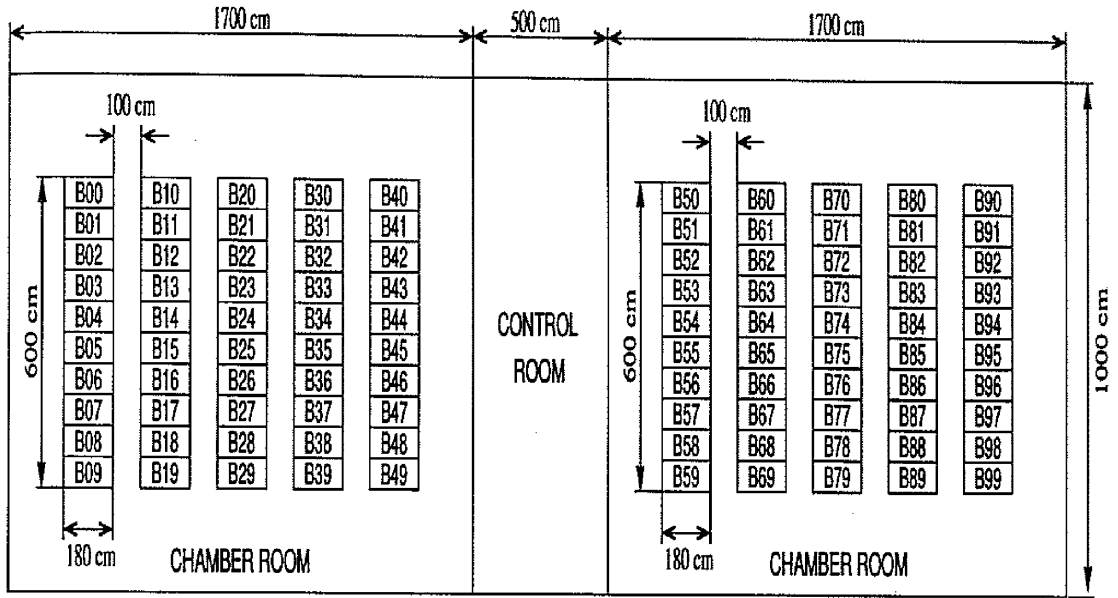 1700 cm 500 cm 1700 cm
100 cm 100 cm
B00 B10 B20 B30 B40 B50 B60 B70 B80 B90
B01 B11 B21 B31 B41 B51 B61 B71 B81 B91
B02 B12 B22 B32 B42 B52 B62 B72 B82 B92
B03 B13 B23 B33 B43 B53 B63 B73 B83 B93
B04 B14 B24 B34 B44 B54 B64 B74 B84 B94
B05 B15 B25 B35 B45 B55 B65 B75 B85 B95
B06 B16 B26 B36 B46 B56 B66 B76 B86 B96
B07 B17 B27 B37 B47 B57 B67 B77 B87 B97
B08 B18 B28 B38 B48 B58 B68 B78 B88 B98
B09 B19 B29 B39 B49 B59 B69 B79 B89 B99
600 cm
CONTROL
ROOM
600 cm
1000 cm
180 cm
CHAMBER ROOM
180 cm
CHAMBER ROOM